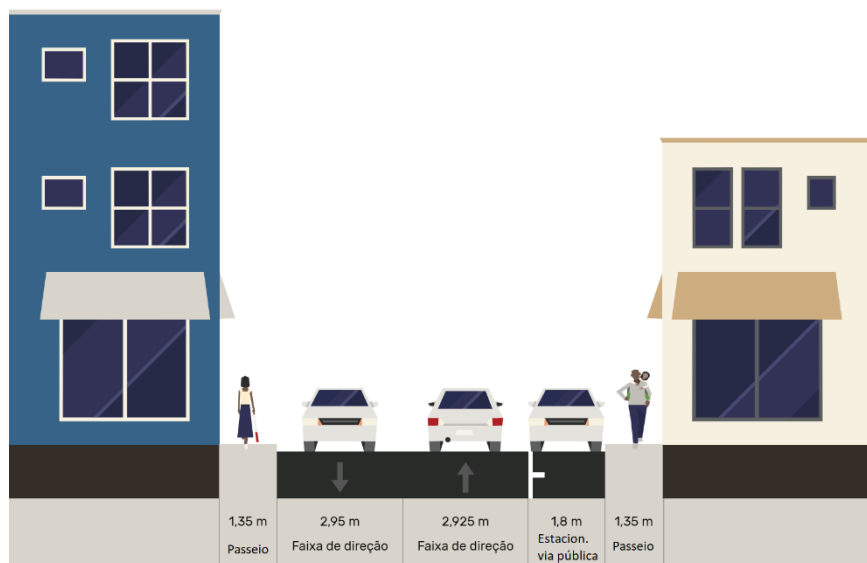 1,35 m
Passeio
2,95 m
Faixa de direção
2,925 m
Faixa de direção
1,8 m
Estacion.
via pública
1,35 m
Passeio